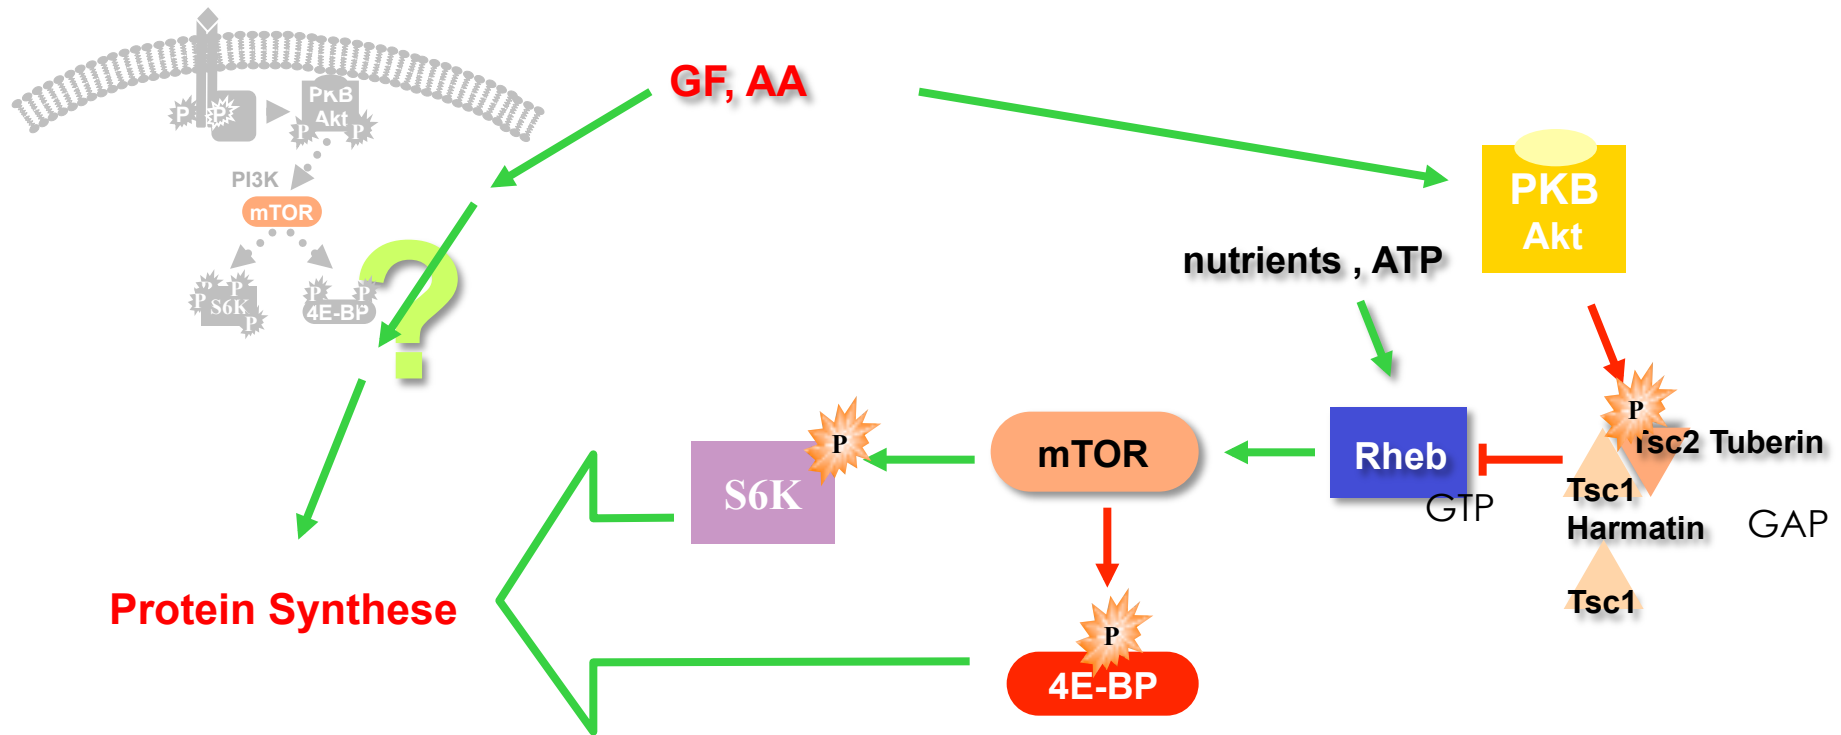 GF, AA
P
P
PKB
Akt
P
P
PI3K
mTOR
P
P
P
S6K
P
P
P
4E-BP
?
PKB
Akt
nutrients , ATP
P
Tsc2 Tuberin
P
S6K
mTOR
Rheb
GTP
Tsc1
Harmatin
GAP
Tsc1
Protein Synthese
P
4E-BP